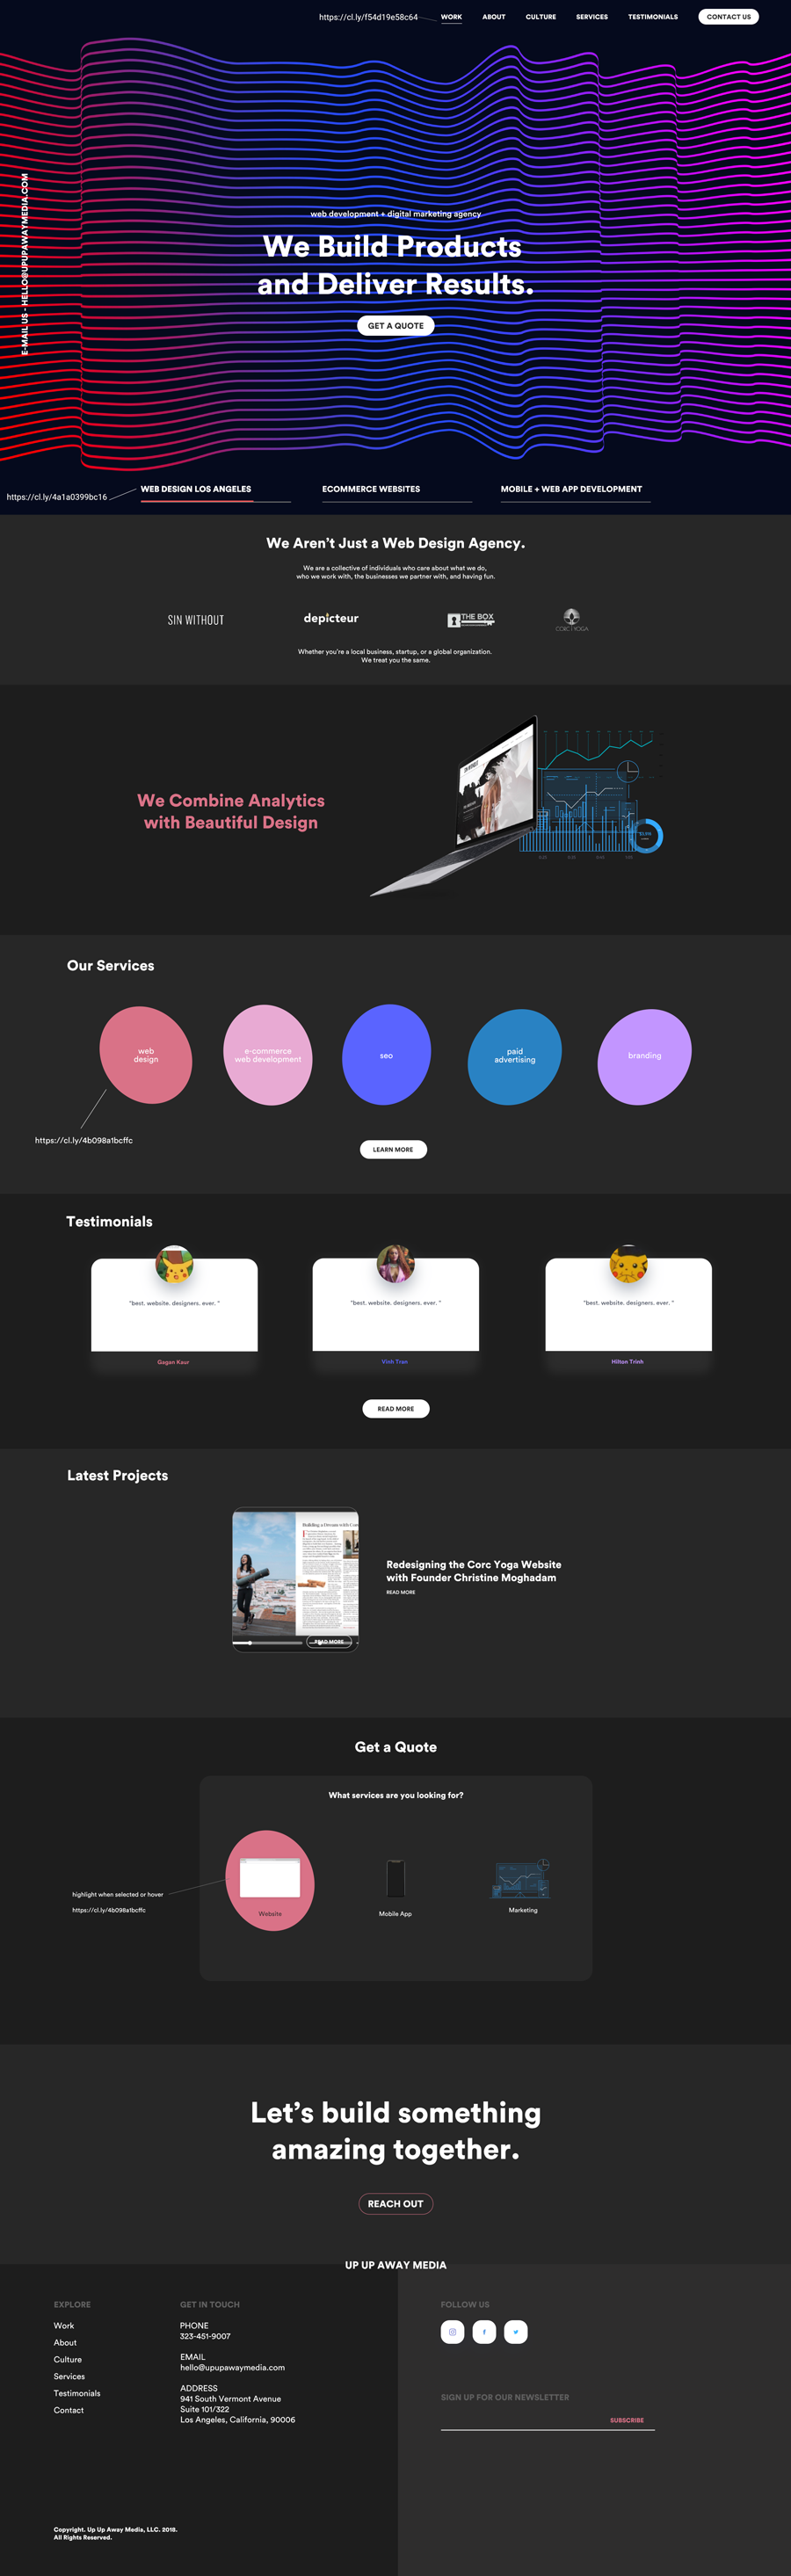 https://cl.ly/f54d19e58c64
WORK
ABOUT
CULTURE
SERVICES
TESTIMONIALS
CONTACT US
E-MAIL US - HELLO@UPUPAWAYMEDIA.COM
web development + digital marketing agency
We Build Products
and Deliver Results.
GET A QUOTE
https://cl.ly/4a1a0399bc16
WEB DESIGN LOS ANGELES
ECOMMERCE WEBSITES
MOBILE + WEB APP DEVELOPMENT
We Aren't Just a Web Design Agency.
We are a collective of individuals who care about what we do,
who we work with, the businesses we partner with, and having fun.
SIN WITHOUT
depicteur
THE BOX
CORC | YOGA
Whether you're a local business, startup, or a global organization.
We treat you the same.
We Combine Analytics
with Beautiful Design
Our Services
web
design
e-commerce
web development
seo
paid
advertising
branding
https://cl.ly/4b098a1bcffc
LEARN MORE
Testimonials
"best. website. designers. ever. "
"best. website. designers. ever. "
"best. website. designers. ever. "
Gagan Kaur
Vinh Tran
Hilton Trinh
READ MORE
Latest Projects
Building a Dream with
READ MORE
Redesigning the Corc Yoga Website
with Founder Christine Moghadam
READ MORE
Get a Quote
What services are you looking for?
highlight when selected or hover
https://cl.ly/4b098a1bcffc
Website
Mobile App
Marketing
Let's build something
amazing together.
REACH OUT
UP UP AWAY MEDIA
EXPLORE
Work
About
Culture
Services
Testimonials
Contact
GET IN TOUCH
PHONE
323-451-9007
EMAIL
hello@upupawaymedia.com
ADDRESS
941 South Vermont Avenue
Suite 101/322
Los Angeles, California, 90006
FOLLOW US
SIGN UP FOR OUR NEWSLETTER
SUBSCRIBE
Copyright. Up Up Away Media, LLC. 2018.
All Rights Reserved.